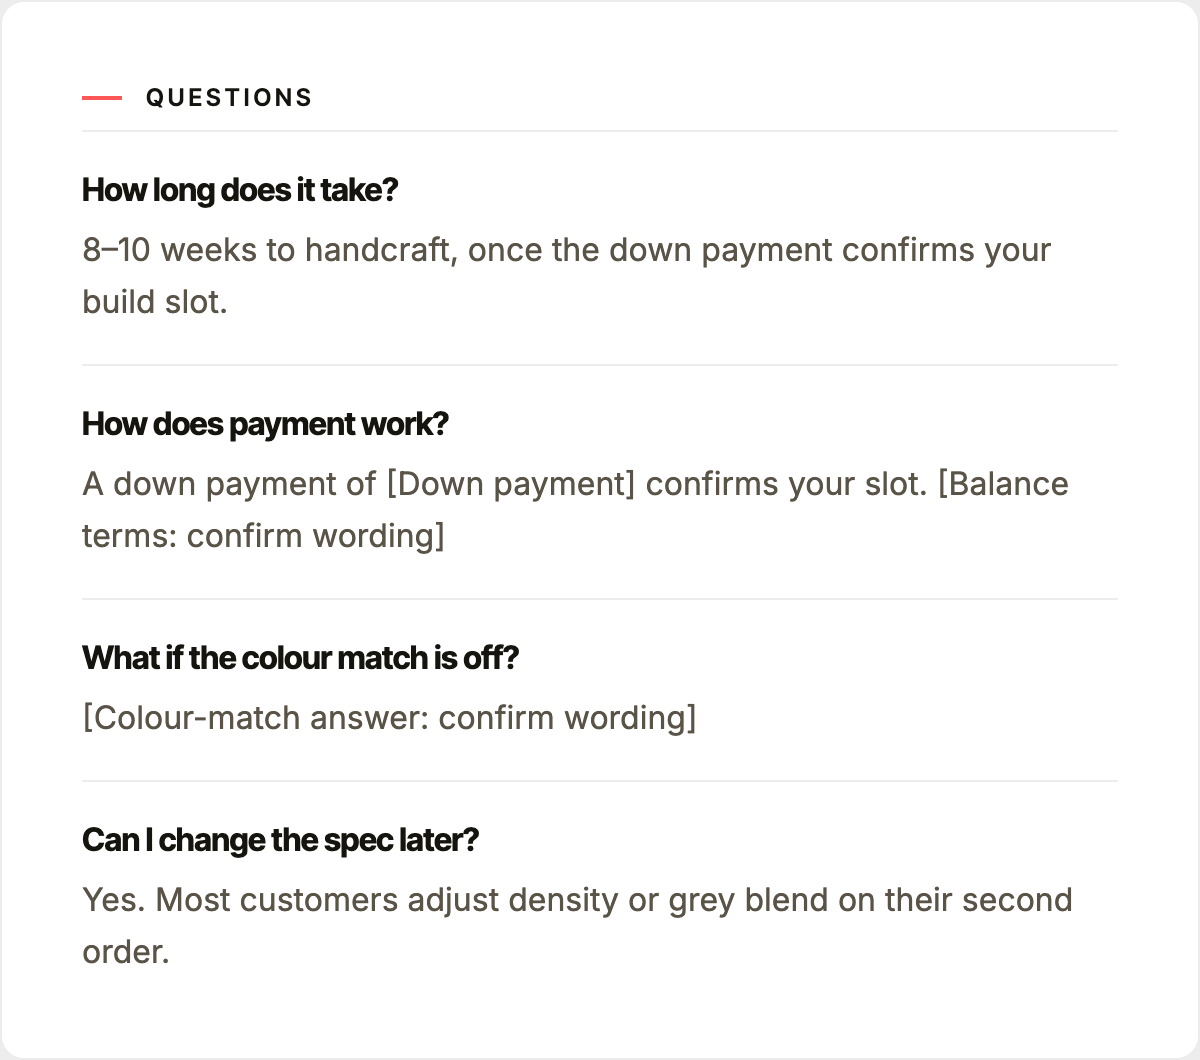 QUESTIONS
How long does it take?
8–10 weeks to handcraft, once the down payment confirms your
build slot.
How does payment work?
A down payment of [Down payment] confirms your slot. [Balance
terms: confirm wording]
What if the colour match is off?
[Colour-match answer: confirm wording]
Can I change the spec later?
Yes. Most customers adjust density or grey blend on their second
order.